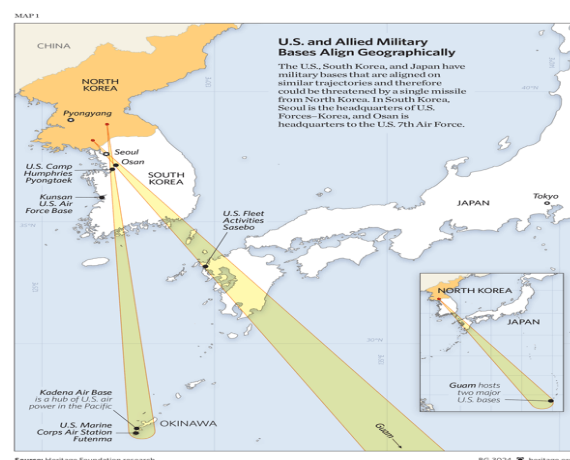 MAP 1
U.S. and Allied Military
Bases Align Geographically
The U.S., South Korea, and Japan have
military bases that are aligned on
similar trajectories and therefore
could be threatened by a single missile
from North Korea. In South Korea,
Seoul is the headquarters of U.S.
Forces–Korea, and Osan is
headquarters to the U.S. 7th Air Force.
CHINA
NORTH
KOREA
Pyongyang
Seoul
Osan
U.S. Camp
Humphries
Pyongtaek
SOUTH
KOREA
Kunsan
U.S. Air
Force Base
U.S. Fleet
Activities
Sasebo
JAPAN
Tokyo
NORTH KOREA
JAPAN
Guam hosts
two major
U.S. bases
Kadena Air Base
is a hub of U.S. air
power in the Pacific
U.S. Marine
Corps Air Station
Futenma
OKINAWA
Guam
Source: Heritage Foundation research